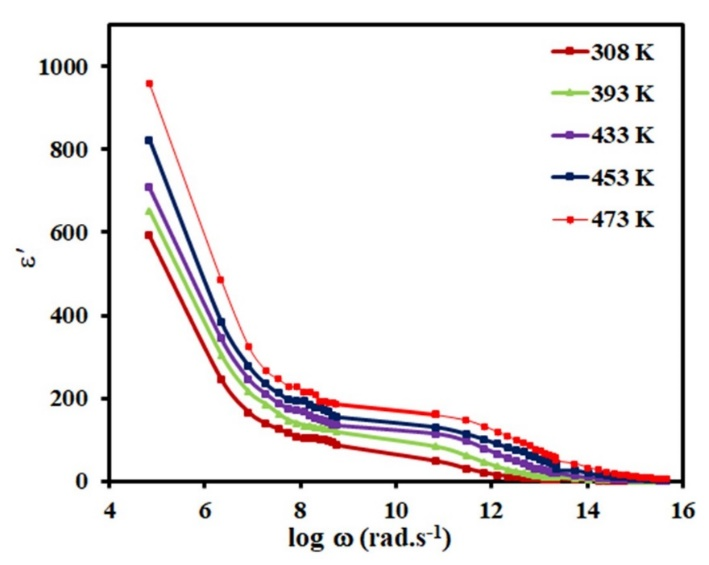 1000
800
600
400
200
0
ε′
308 K
393 K
433 K
453 K
473 K
4 6 8 10 12 14 16
log ω (rad.s-1)